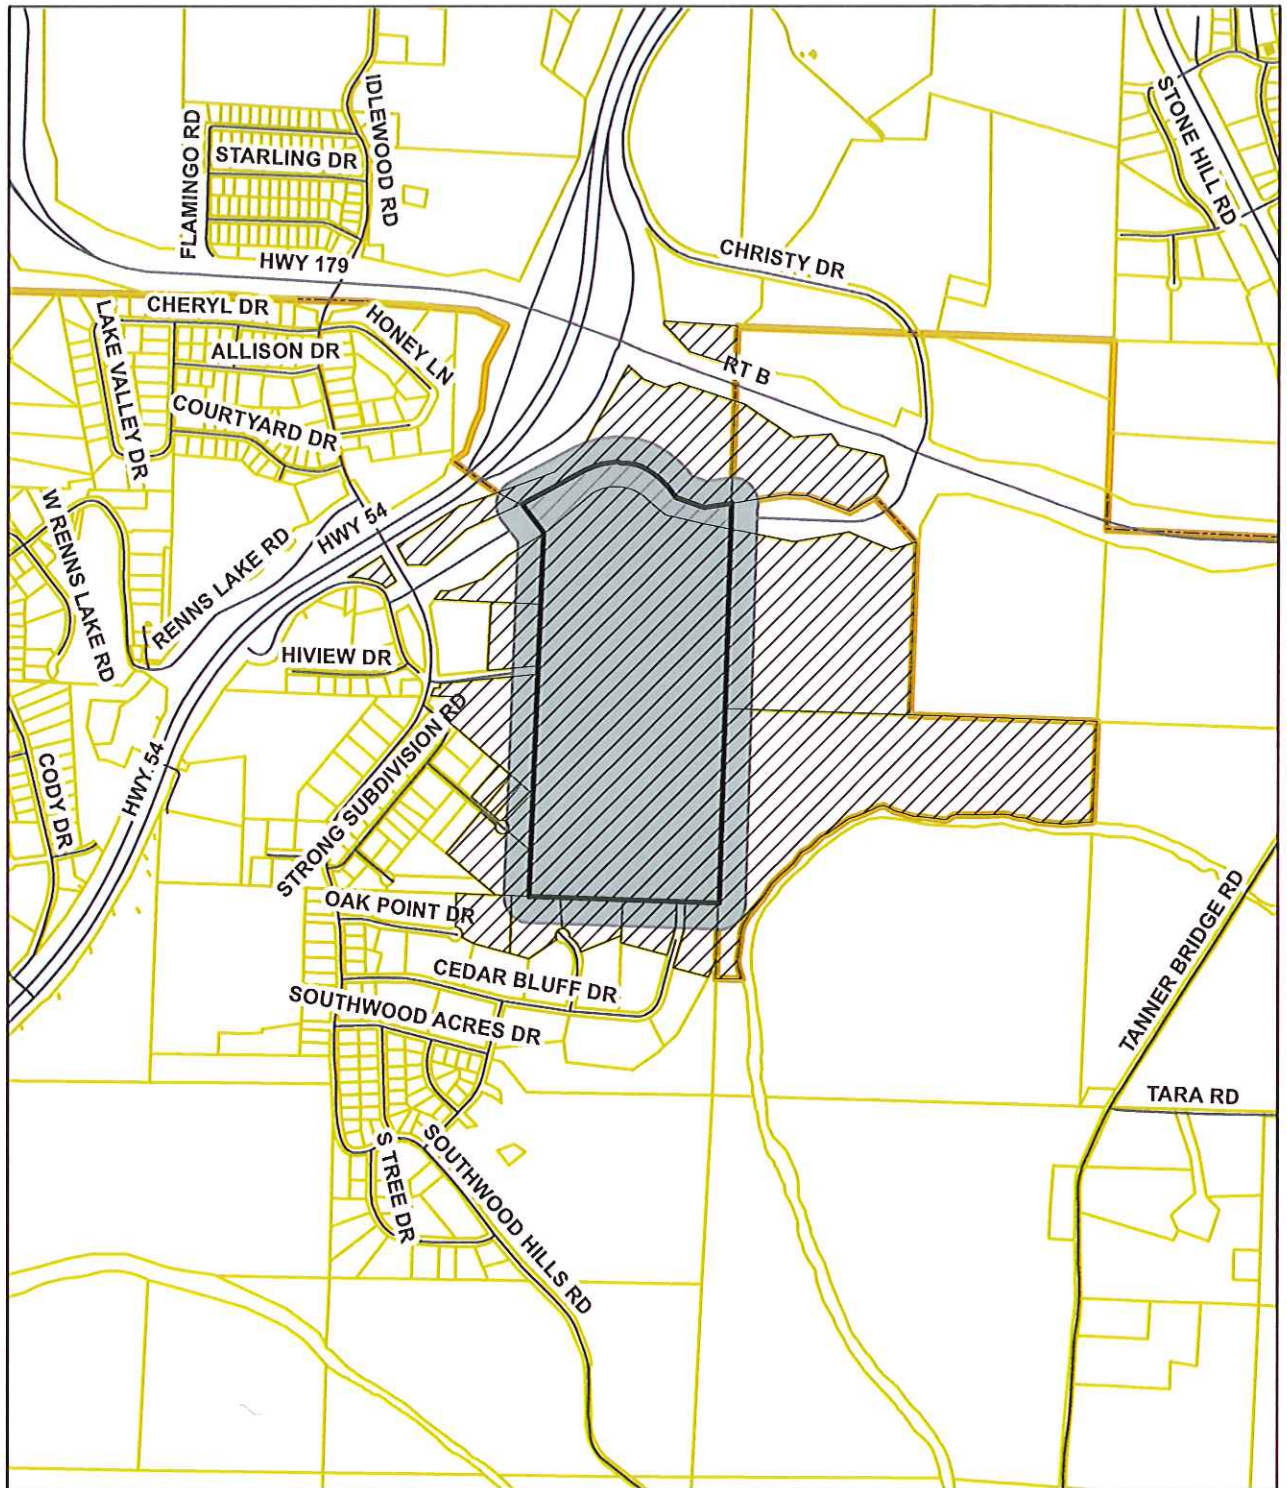 IDLEWOOD RD
FLAMINGO RD
STARLING DR
STONE HILL RD
CHRISTY DR
HWY 179
CHERYL DR
HONEY LN
LAKE VALLEY DR
ALLISON DR
RT B
COURTYARD DR
W RENNS LAKE RD
HWY 54
RENNS LAKE RD
HIVIEW DR
STRONG SUBDIVISION RD
HWY 54
CODY DR
OAK POINT DR
TANNER BRIDGE RD
CEDAR BLUFF DR
SOUTHWOOD ACRES DR
TARA RD
S TREE DR
SOUTHWOOD HILLS RD